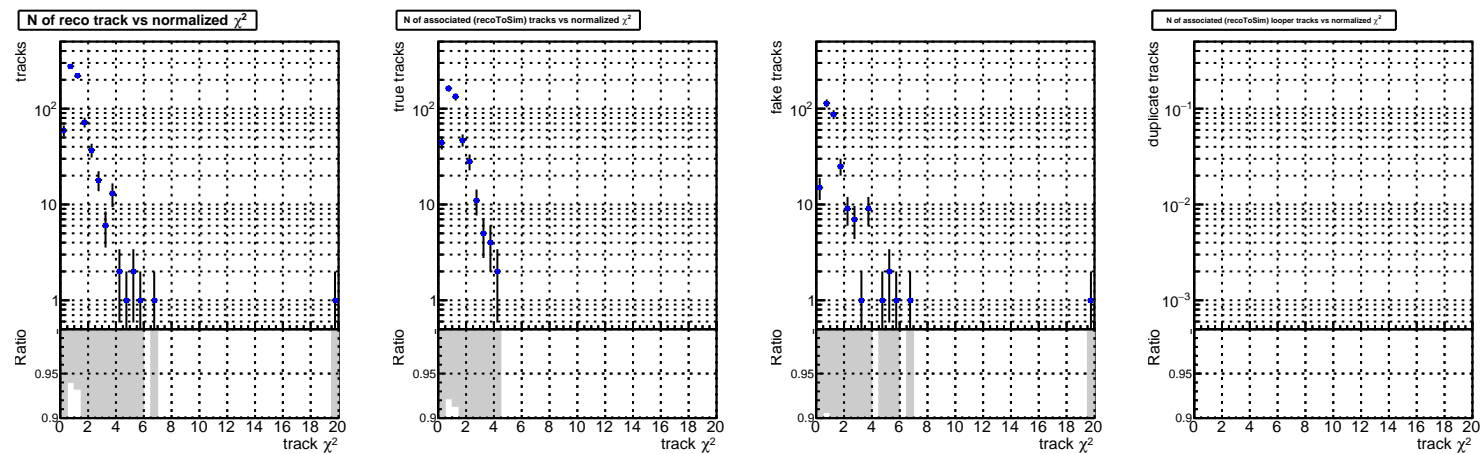 N of reco track vs normalized χ²
tracks
10²
10
1
Ratio
1
0.95
0.9
0 2 4 6 8 10 12 14 16 18 20
track χ²
N of associated (recoToSim) tracks vs normalized χ²
true tracks
10²
10
1
Ratio
1
0.95
0.9
0 2 4 6 8 10 12 14 16 18 20
track χ²
fake tracks
10²
10
1
Ratio
1
0.95
0.9
0 2 4 6 8 10 12 14 16 18 20
track χ²
N of associated (recoToSim) looper tracks vs normalized χ²
duplicate tracks
10⁻¹
10⁻²
10⁻³
Ratio
1
0.95
0.9
0 2 4 6 8 10 12 14 16 18 20
track χ²